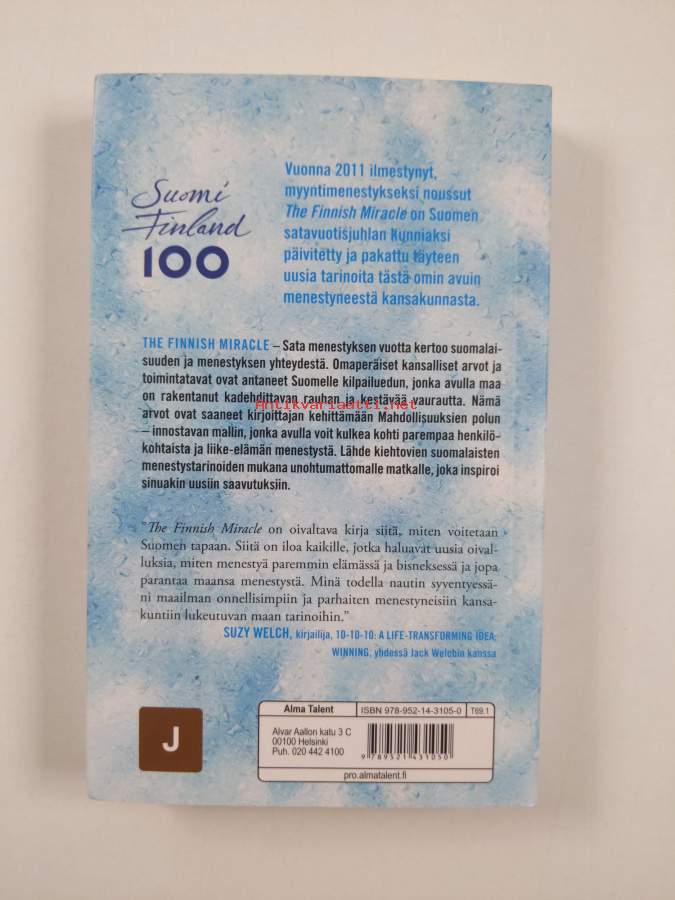 Suomi
Finland
100
Vuonna 2011 ilmestynyt,
myyntimenestykseksi noussut
The Finnish Miracle on Suomen
satavuotisjuhlan kunniaksi
päivitetty ja pakattu täyteen
uusia tarinoita tästä omin avuin
menestyneestä kansakunnasta.
THE FINNISH MIRACLE – Sata menestyksen vuotta kertoo suomalai-
suuden ja menestyksen yhteydestä. Omaperäiset kansalliset arvot ja
toimintatavat ovat antaneet Suomelle kilpailuedun, jonka avulla maa
on rakentanut kadehdittavan rauhan ja kestävää vaurautta. Nämä
Antikvariaatti.net
arvot ovat saaneet kirjoittajan kehittämään Mahdollisuuksien polun
– innostavan mallin, jonka avulla voit kulkea kohti parempaa henkilö-
kohtaista ja liike-elämän menestystä. Lähde kiehtovien suomalaisten
menestystarinoiden mukana unohtumattomalle matkalle, joka inspiroi
sinuakin uusiin saavutuksiin.
”The Finnish Miracle on oivaltava kirja siitä, miten voitetaan
Suomen tapaan. Siitä on iloa kaikille, jotka haluavat uusia oival-
luksia, miten menestyä paremmin elämässä ja bisneksessä ja jopa
parantaa maansa menestystä. Minä todella nautin syventyessä-
ni maailman onnellisimpiin ja parhaiten menestyneisiin kansa-
kuntiin lukeutuvan maan tarinoihin.”
SUZY WELCH, kirjailija, 10-10-10: A LIFE-TRANSFORMING IDEA;
WINNING, yhdessä Jack Welchin kanssa
J
Alma Talent
ISBN 978-952-14-3105-0
T69.1
Alvar Aallon katu 3 C
00100 Helsinki
Puh. 020 442 4100
9 789521 431050
pro.almatalent.fi